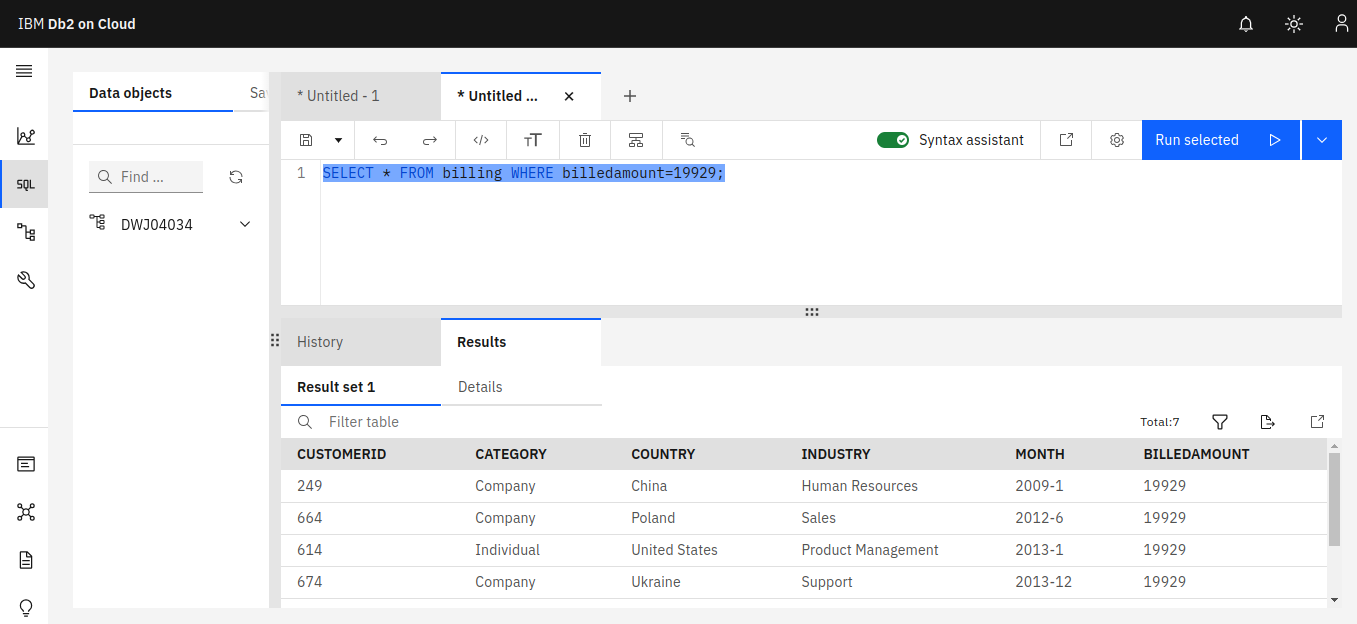 IBM Db2 on Cloud
Data objects
Sa
* Untitled - 1
* Untitled ...
Syntax assistant
Run selected
SQL
Find ...
1 SELECT * FROM billing WHERE billedamount=19929;
DWJ04034
History
Results
Result set 1
Details
Filter table
Total:7
CUSTOMERID CATEGORY COUNTRY INDUSTRY MONTH BILLEDAMOUNT
249 Company China Human Resources 2009-1 19929
664 Company Poland Sales 2012-6 19929
614 Individual United States Product Management 2013-1 19929
674 Company Ukraine Support 2013-12 19929